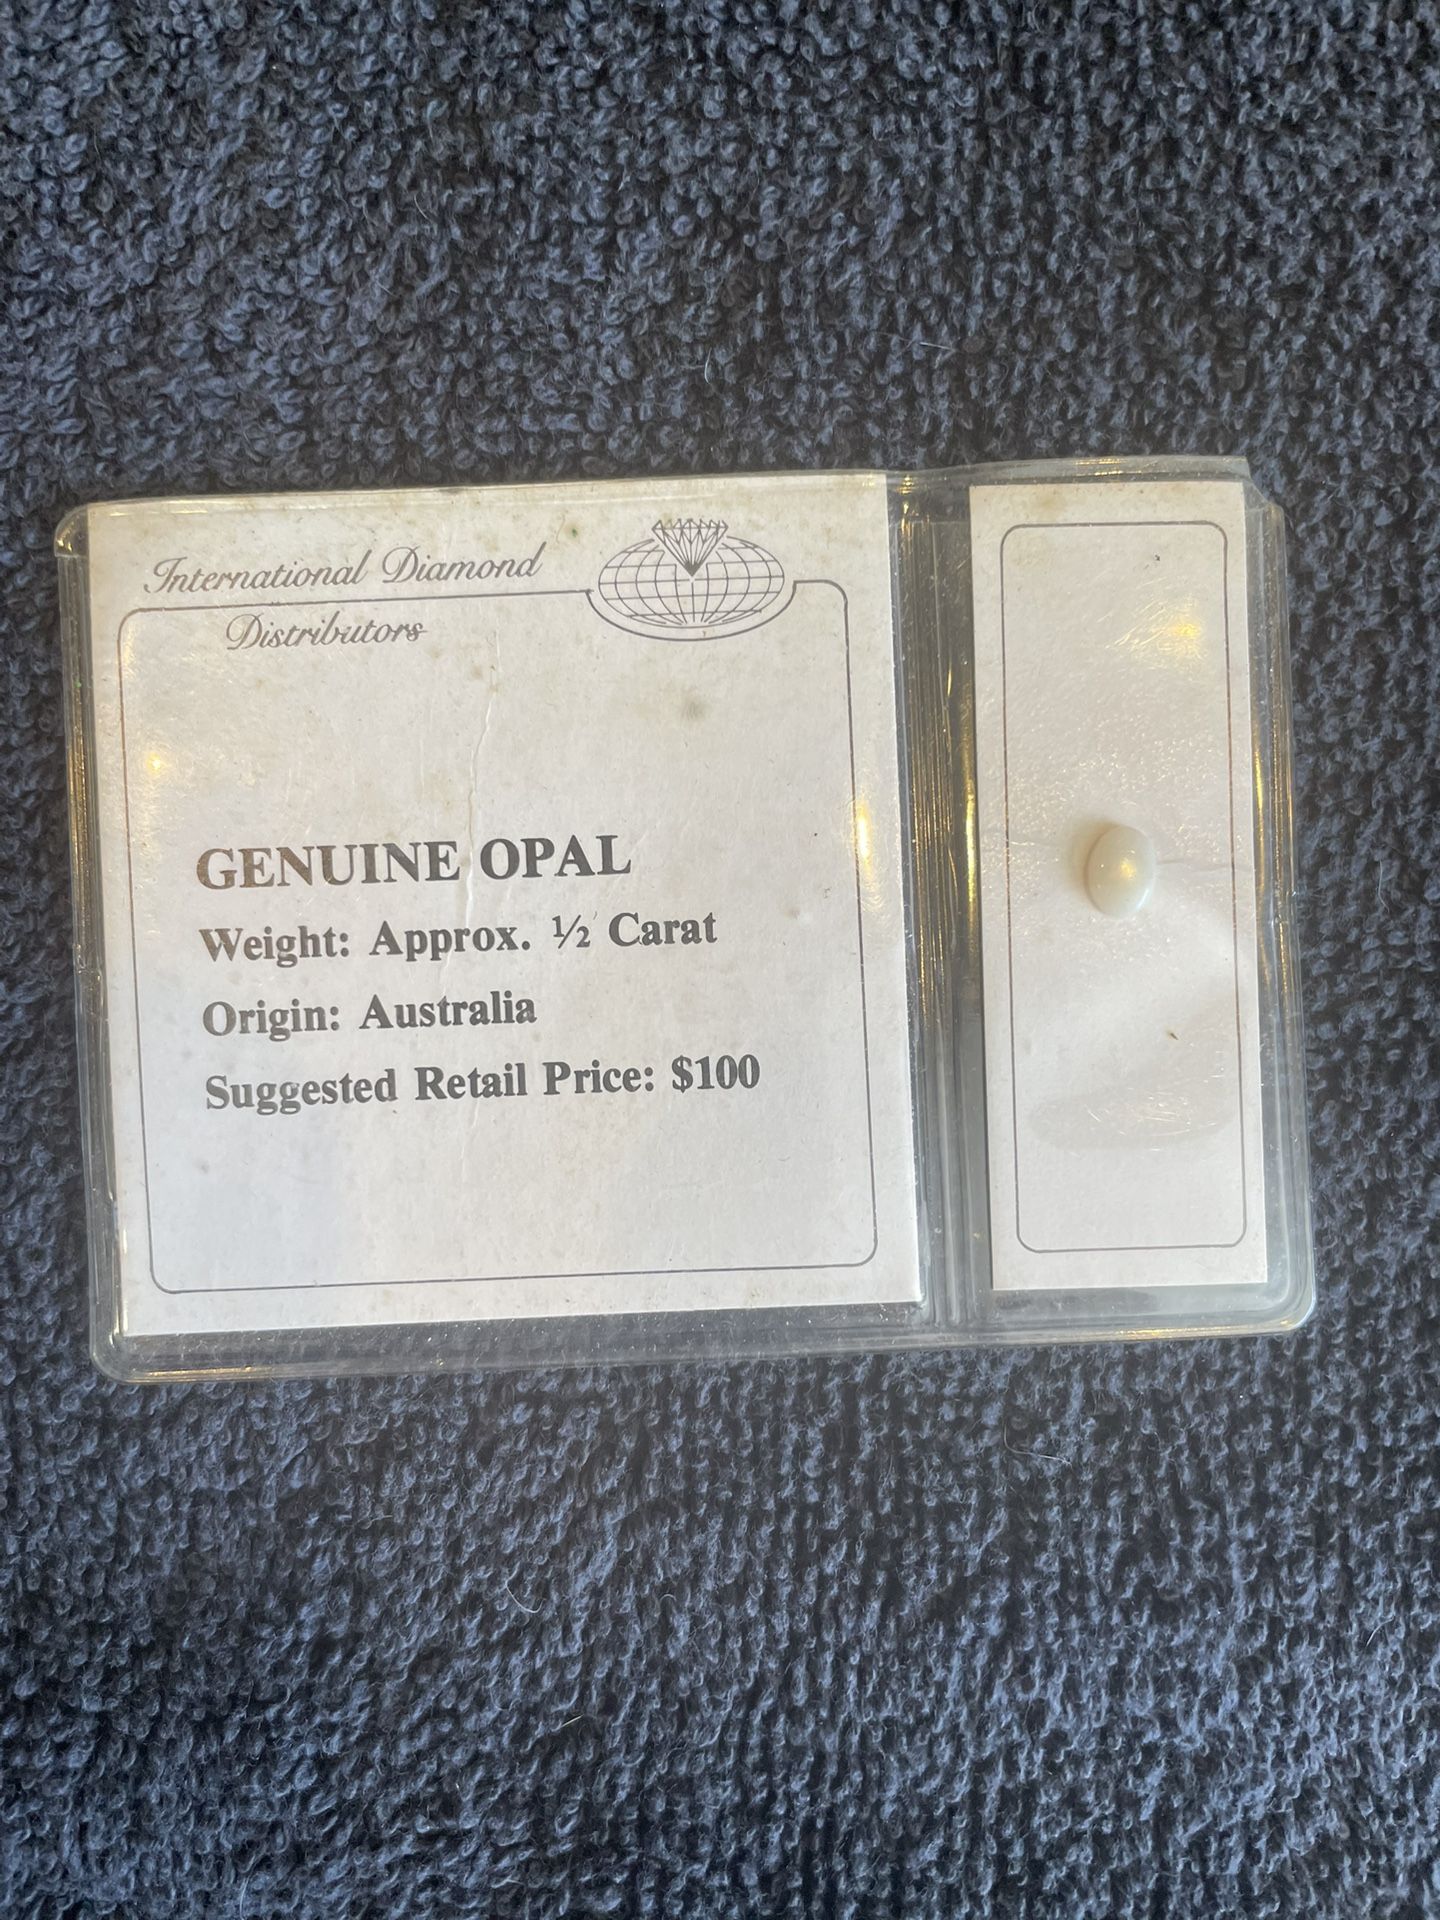 International Diamond
Distributors
GENUINE OPAL
Weight: Approx. ½ Carat
Origin: Australia
Suggested Retail Price: $100